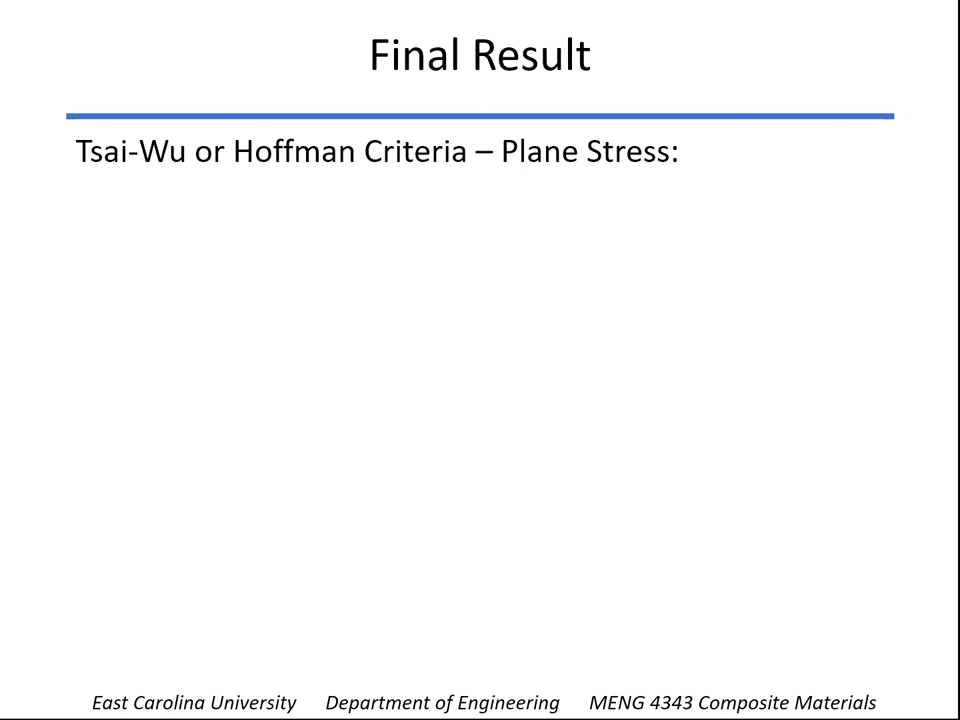 Final Result
Tsai-Wu or Hoffman Criteria – Plane Stress:
East Carolina University Department of Engineering MENG 4343 Composite Materials